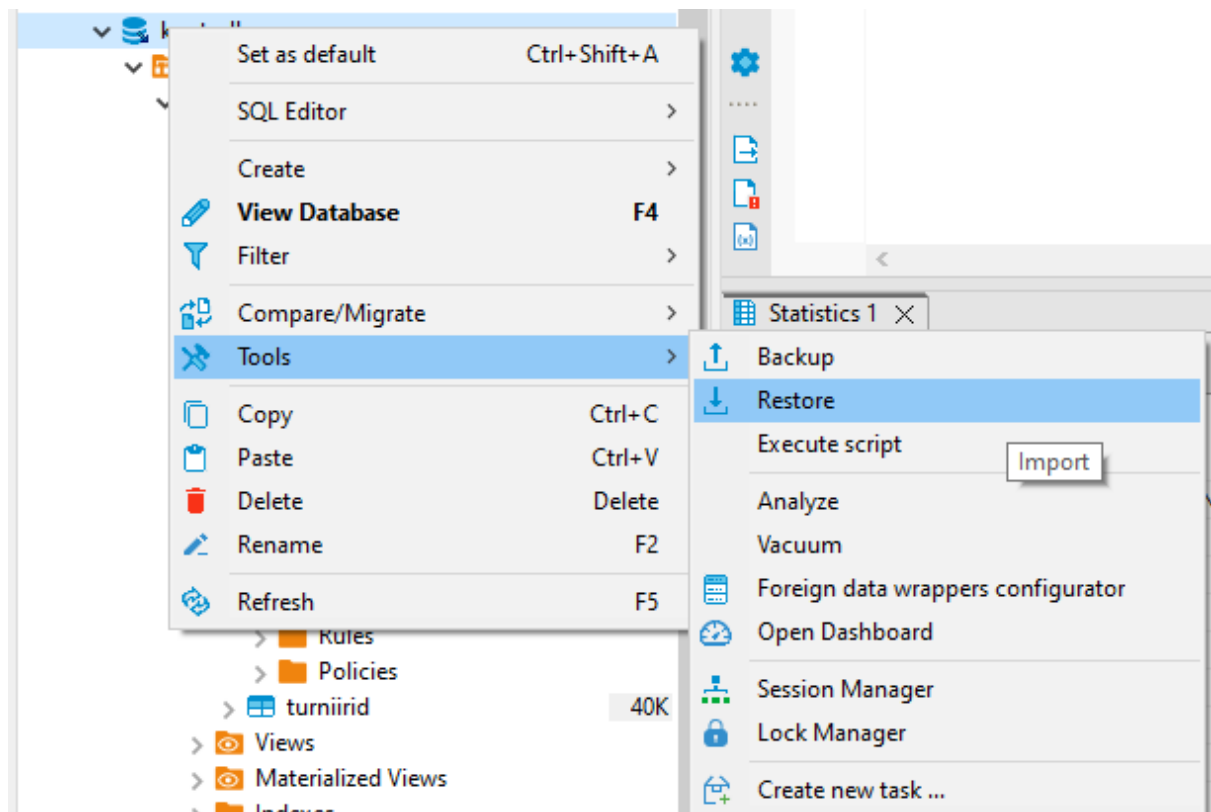 Set as default Ctrl+Shift+A
SQL Editor
Create
View Database F4
Filter
Compare/Migrate
Tools
Copy Ctrl+C
Paste Ctrl+V
Delete Delete
Rename F2
Refresh F5
Rules
Policies
turniirid 40K
Views
Materialized Views
Indexes
Statistics 1
Backup
Restore
Execute script
Import
Analyze
Vacuum
Foreign data wrappers configurator
Open Dashboard
Session Manager
Lock Manager
Create new task ...